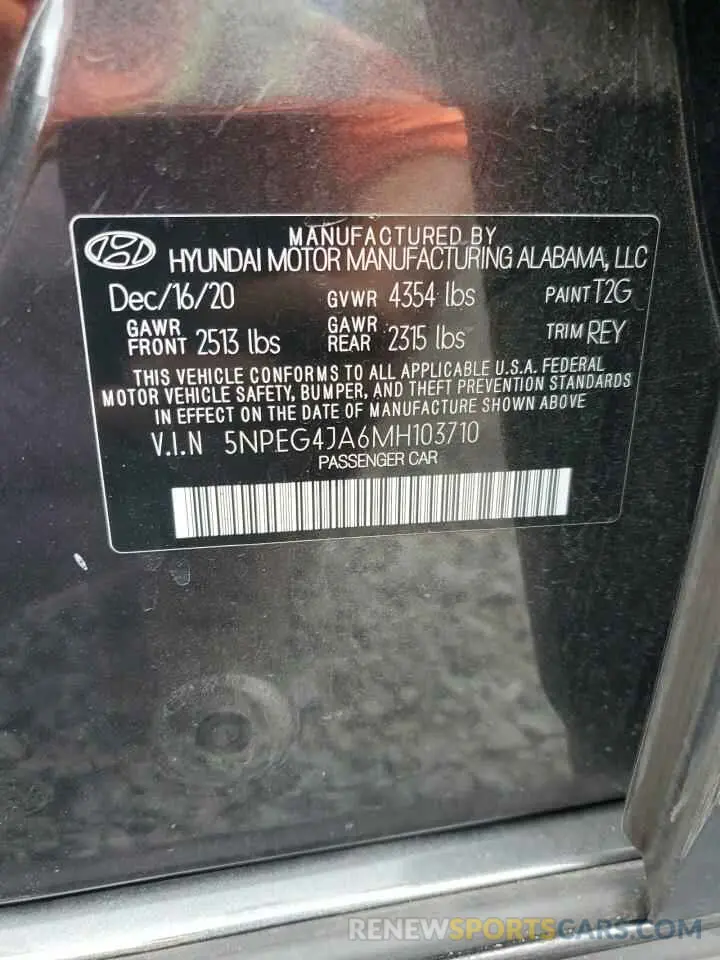 MANUFACTURED BY
HYUNDAI MOTOR MANUFACTURING ALABAMA, LLC
Dec/16/20 GVWR 4354 lbs PAINT T2G
GAWR FRONT 2513 lbs GAWR REAR 2315 lbs TRIM REY
THIS VEHICLE CONFORMS TO ALL APPLICABLE U.S.A. FEDERAL
MOTOR VEHICLE SAFETY, BUMPER, AND THEFT PREVENTION STANDARDS
IN EFFECT ON THE DATE OF MANUFACTURE SHOWN ABOVE
V.I.N 5NPEG4JA6MH103710
PASSENGER CAR
RENEWSPORTSCARS.COM